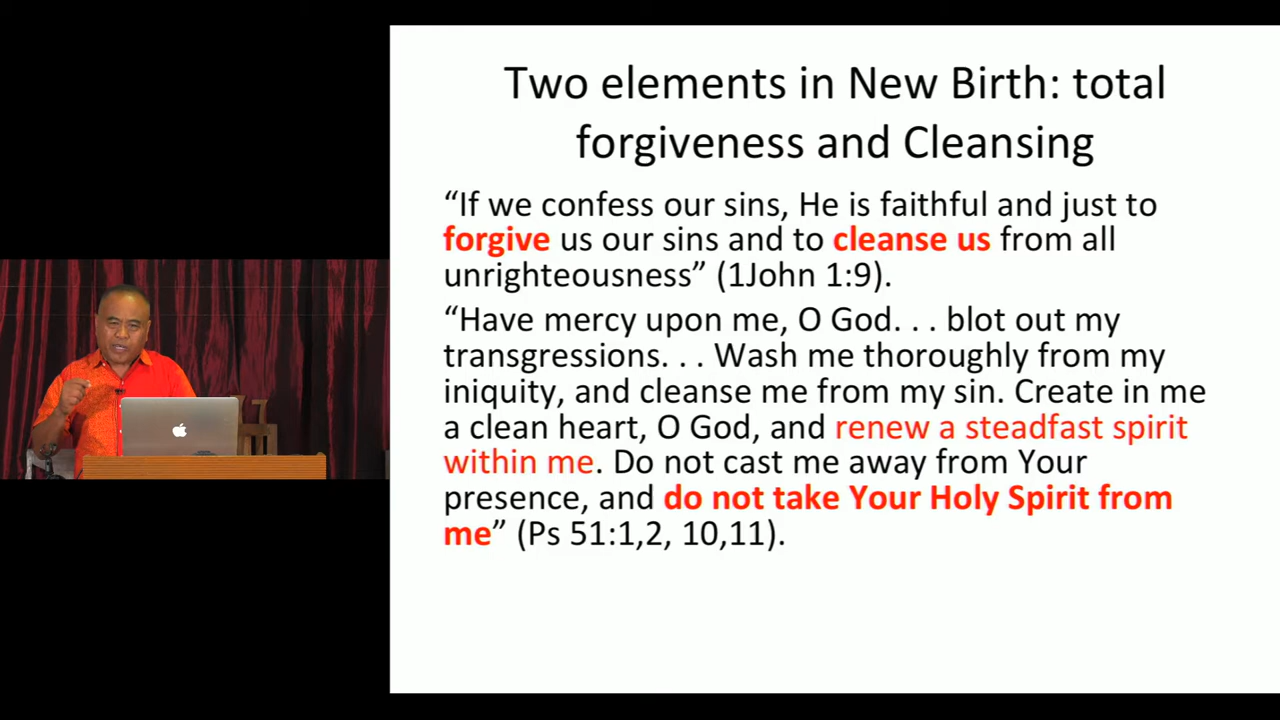 Two elements in New Birth: total
forgiveness and Cleansing
“If we confess our sins, He is faithful and just to
forgive us our sins and to cleanse us from all
unrighteousness” (1John 1:9).
“Have mercy upon me, O God. . . blot out my
transgressions. . . Wash me thoroughly from my
iniquity, and cleanse me from my sin. Create in me
a clean heart, O God, and renew a steadfast spirit
within me. Do not cast me away from Your
presence, and do not take Your Holy Spirit from
me” (Ps 51:1,2, 10,11).